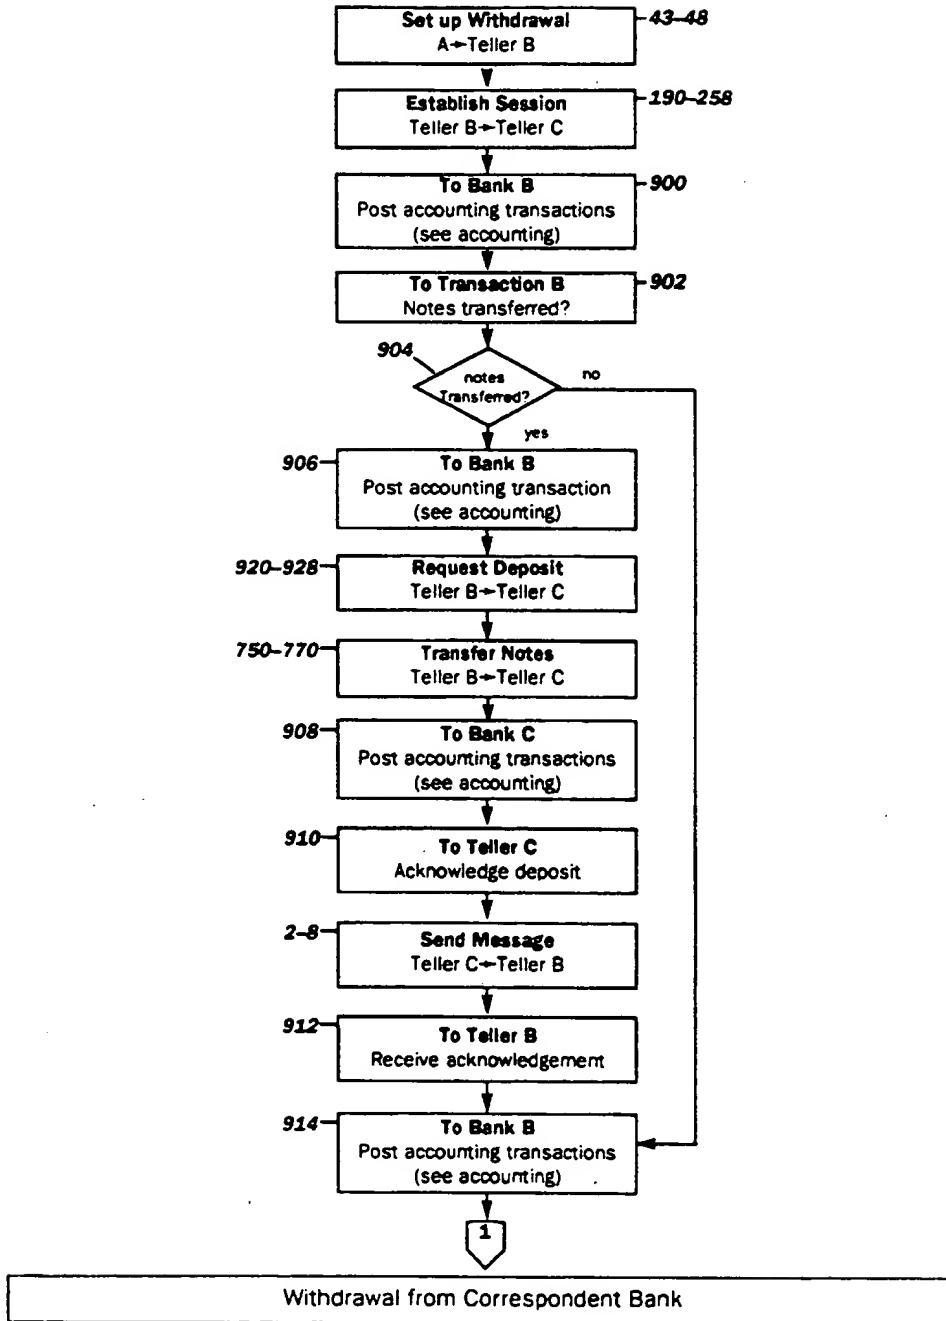 Set up Withdrawal
A→Teller B
43–48
Establish Session
Teller B→Teller C
190–258
To Bank B
Post accounting transactions
(see accounting)
900
To Transaction B
Notes transferred?
902
904
notes
Transferred?
no
yes
906
To Bank B
Post accounting transaction
(see accounting)
920–928
Request Deposit
Teller B→Teller C
750–770
Transfer Notes
Teller B→Teller C
908
To Bank C
Post accounting transactions
(see accounting)
910
To Teller C
Acknowledge deposit
2–8
Send Message
Teller C→Teller B
912
To Teller B
Receive acknowledgement
914
To Bank B
Post accounting transactions
(see accounting)
1
Withdrawal from Correspondent Bank